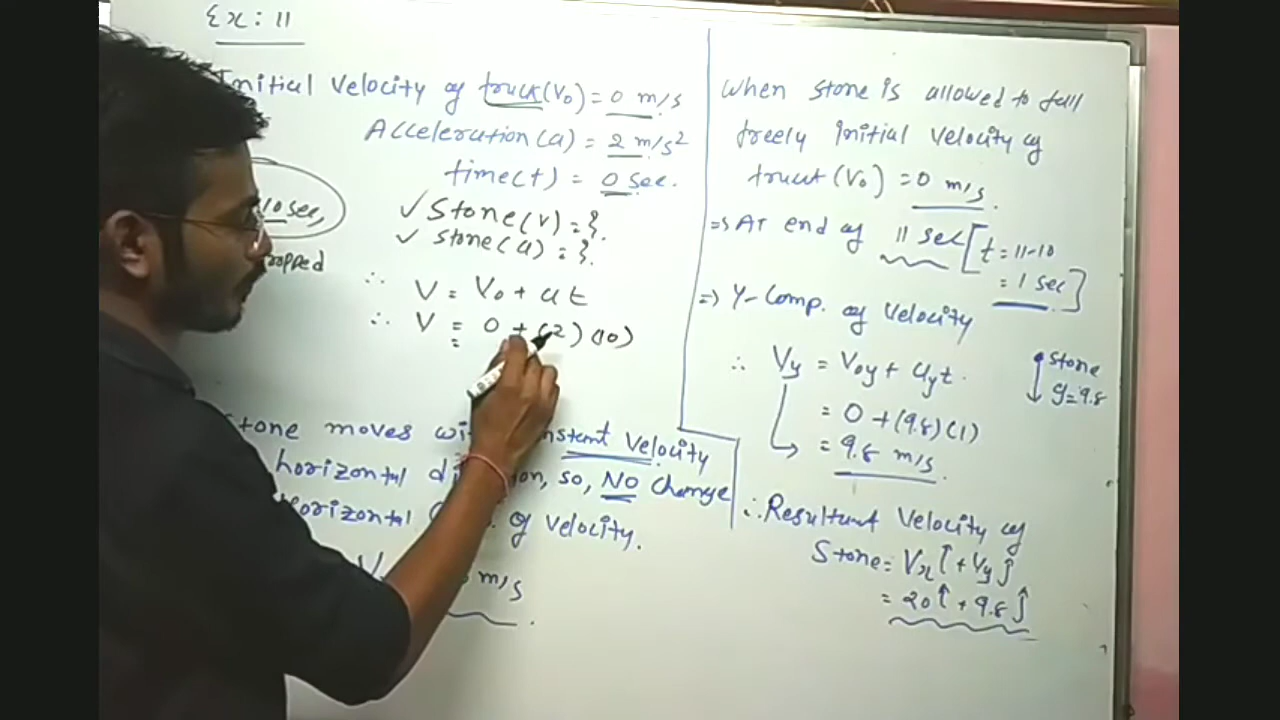 Ex: 11
Initial Velocity of truck (V₀) = 0 m/s
Acceleration (a) = 2 m/s²
time (t) = 0 sec.
10 sec,
✓ Stone (V) = ?
✓ Stone (a) = ?
∴ V = V₀ + at
∴ V = 0 + (2) (10)
=
Stone moves constant Velocity
horizontal so, NO Change
Horizontal of Velocity.
m/s
When stone is allowed to fall
freely initial velocity of
truck (V₀) = 0 m/s.
⇒ AT end of 11 sec [t = 11-10
= 1 sec]
⇒ Y-Comp. of Velocity
∴ Vy = V₀y + ayt.
= 0 + (9.8) (1)
= 9.8 m/s.
Stone
g = 9.8
∴ Resultant Velocity of
Stone = Vx î + Vy ĵ
= 20 î + 9.8 ĵ